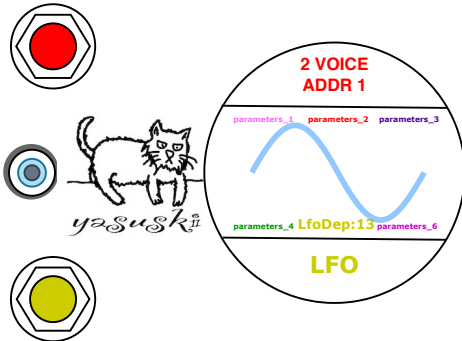 2 VOICE
ADDR 1
parameters_1 parameters_2 parameters_3
yasuski
parameters_4 LfoDep:13 parameters_6
LFO